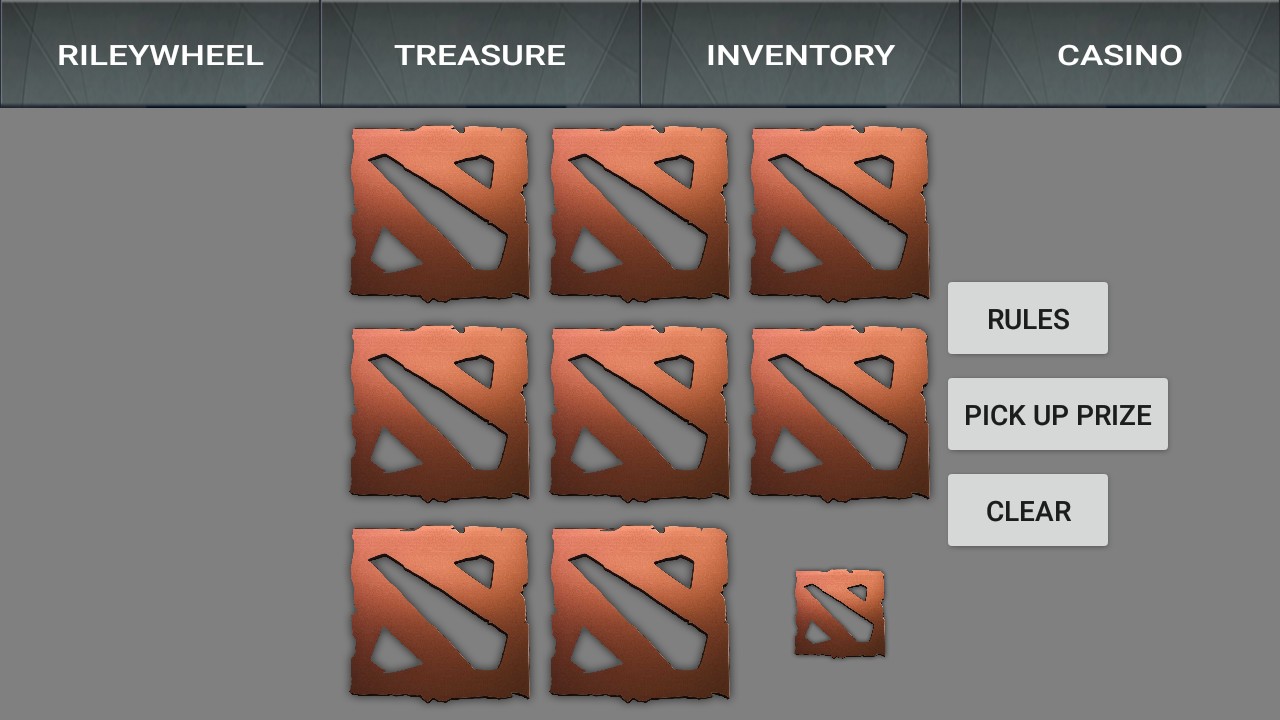 RILEYWHEEL
TREASURE
INVENTORY
CASINO
RULES
PICK UP PRIZE
CLEAR